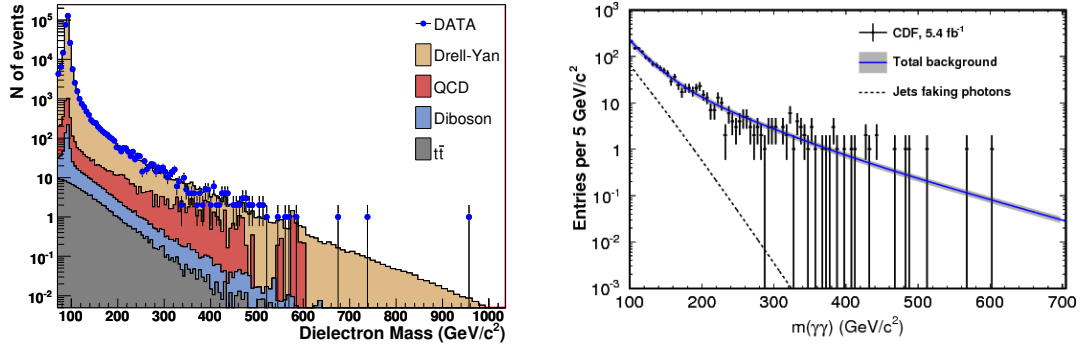 N of events
10⁵
10⁴
10³
10²
10
1
10⁻¹
10⁻²
DATA
Drell-Yan
QCD
Diboson
tt̄
100 200 300 400 500 600 700 800 900 1000
Dielectron Mass (GeV/c²)
Entries per 5 GeV/c²
10³
10²
10
1
10⁻¹
10⁻²
10⁻³
CDF, 5.4 fb⁻¹
Total background
Jets faking photons
100 200 300 400 500 600 700
m(γγ) (GeV/c²)